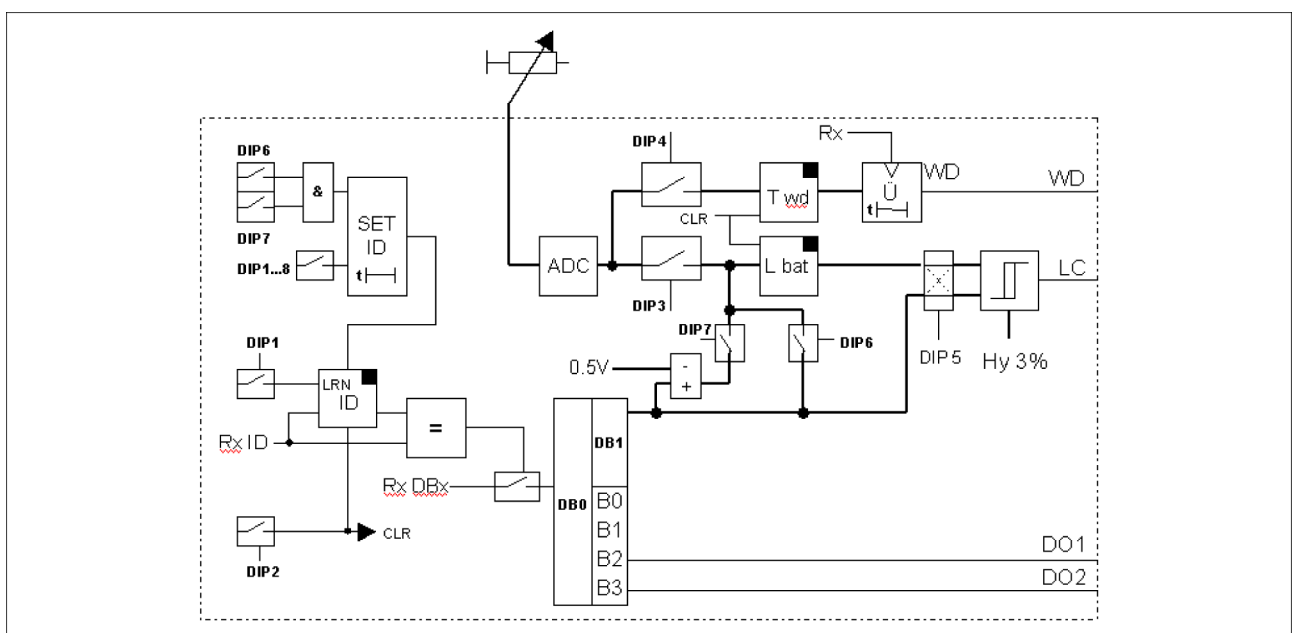 DIP6
&
DIP7
DIP1...8
SET
ID
t
DIP1
LRN
ID
Rx ID
=
DIP2
CLR
Rx DBx
DB0
DB1
B0
B1
B2
B3
ADC
DIP4
DIP3
CLR
T wd
L bat
Rx
Ü
t
WD
WD
DIP7
DIP6
0.5V
-
+
x
DIP5
Hy 3%
LC
DO1
DO2